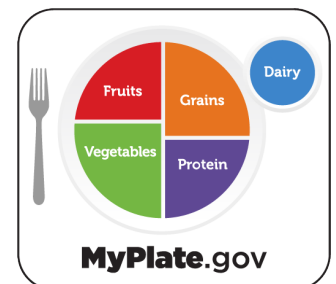 Fruits
Grains
Dairy
Vegetables
Protein
MyPlate.gov